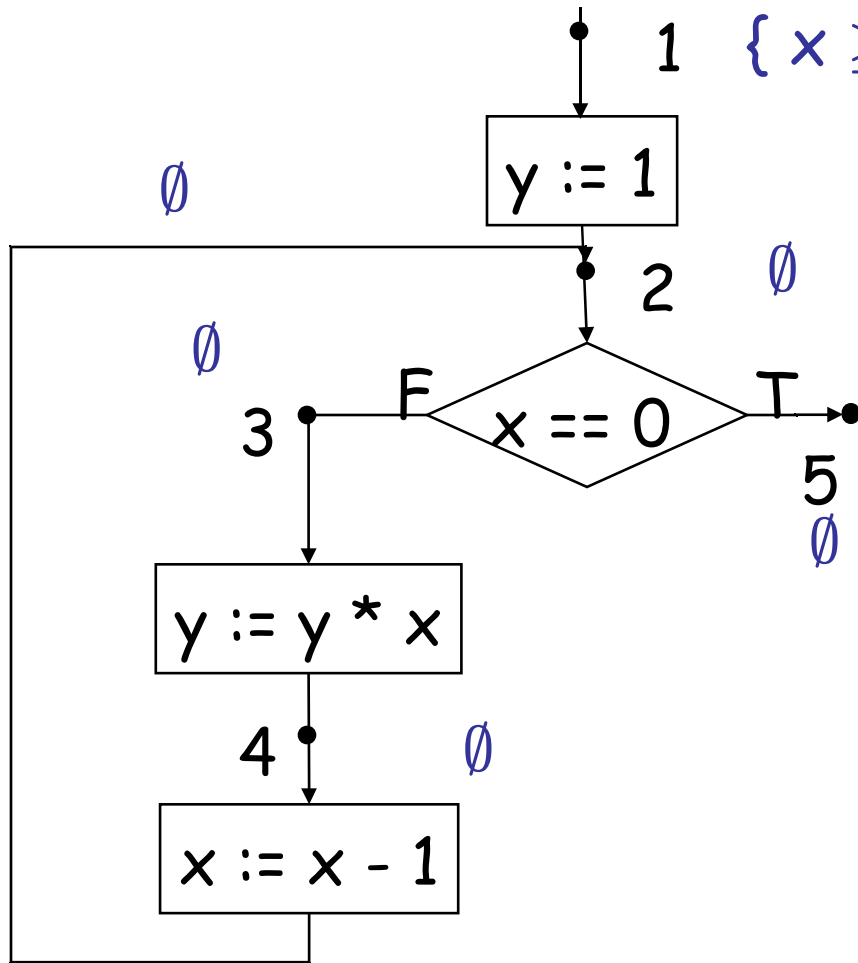 1 { x
y := 1
∅
2 ∅
∅
F T
3 x == 0
5
∅
y := y * x
4 ∅
x := x - 1